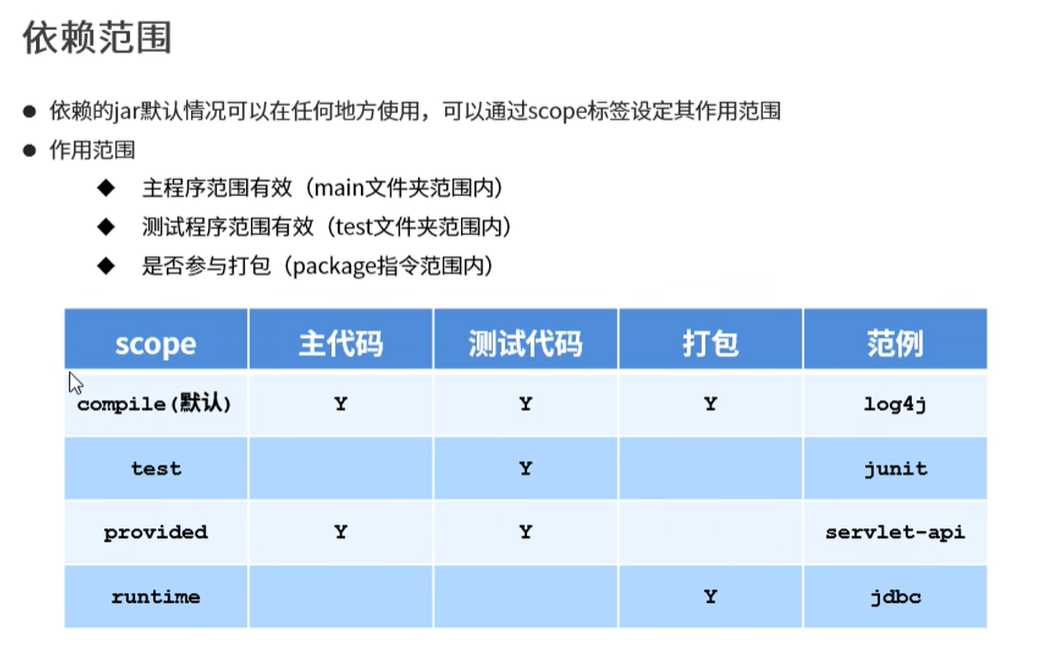 依赖范围
● 依赖的jar默认情况可以在任何地方使用，可以通过scope标签设定其作用范围
● 作用范围
◆ 主程序范围有效（main文件夹范围内）
◆ 测试程序范围有效（test文件夹范围内）
◆ 是否参与打包（package指令范围内）
scope 主代码 测试代码 打包 范例
compile(默认) Y Y Y log4j
test Y junit
provided Y Y servlet-api
runtime Y jdbc